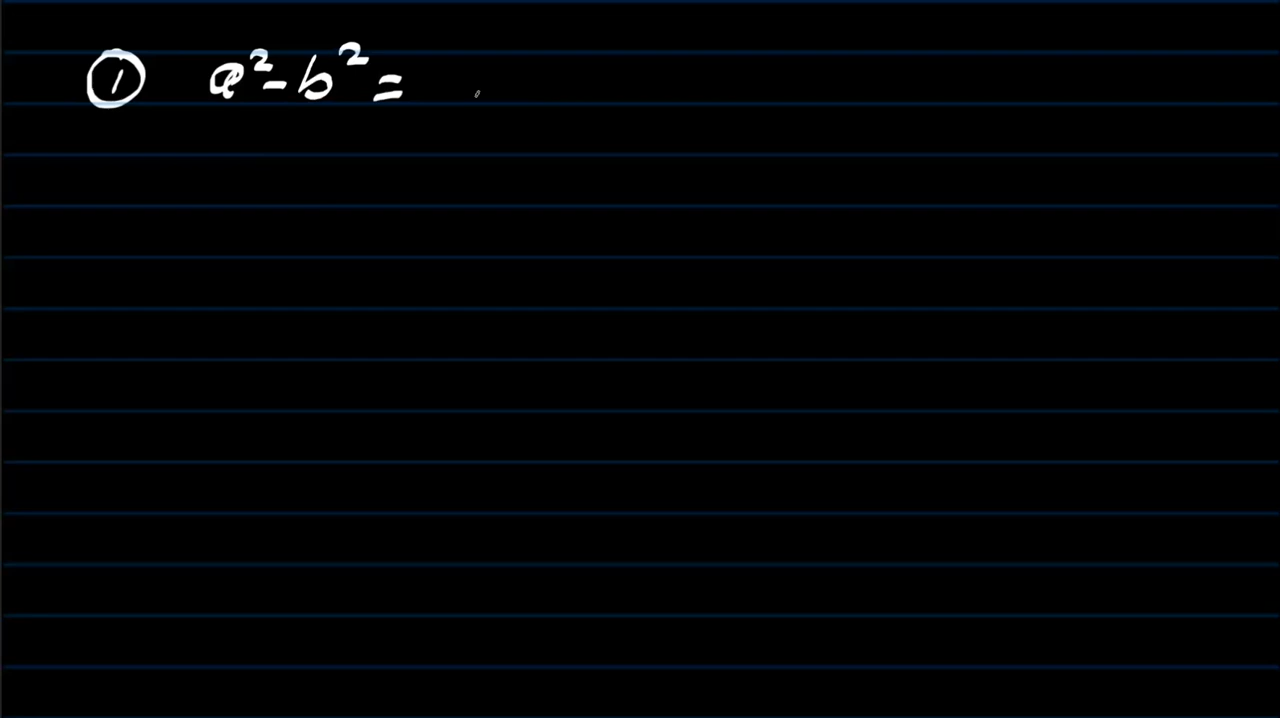 ① a²-b²=